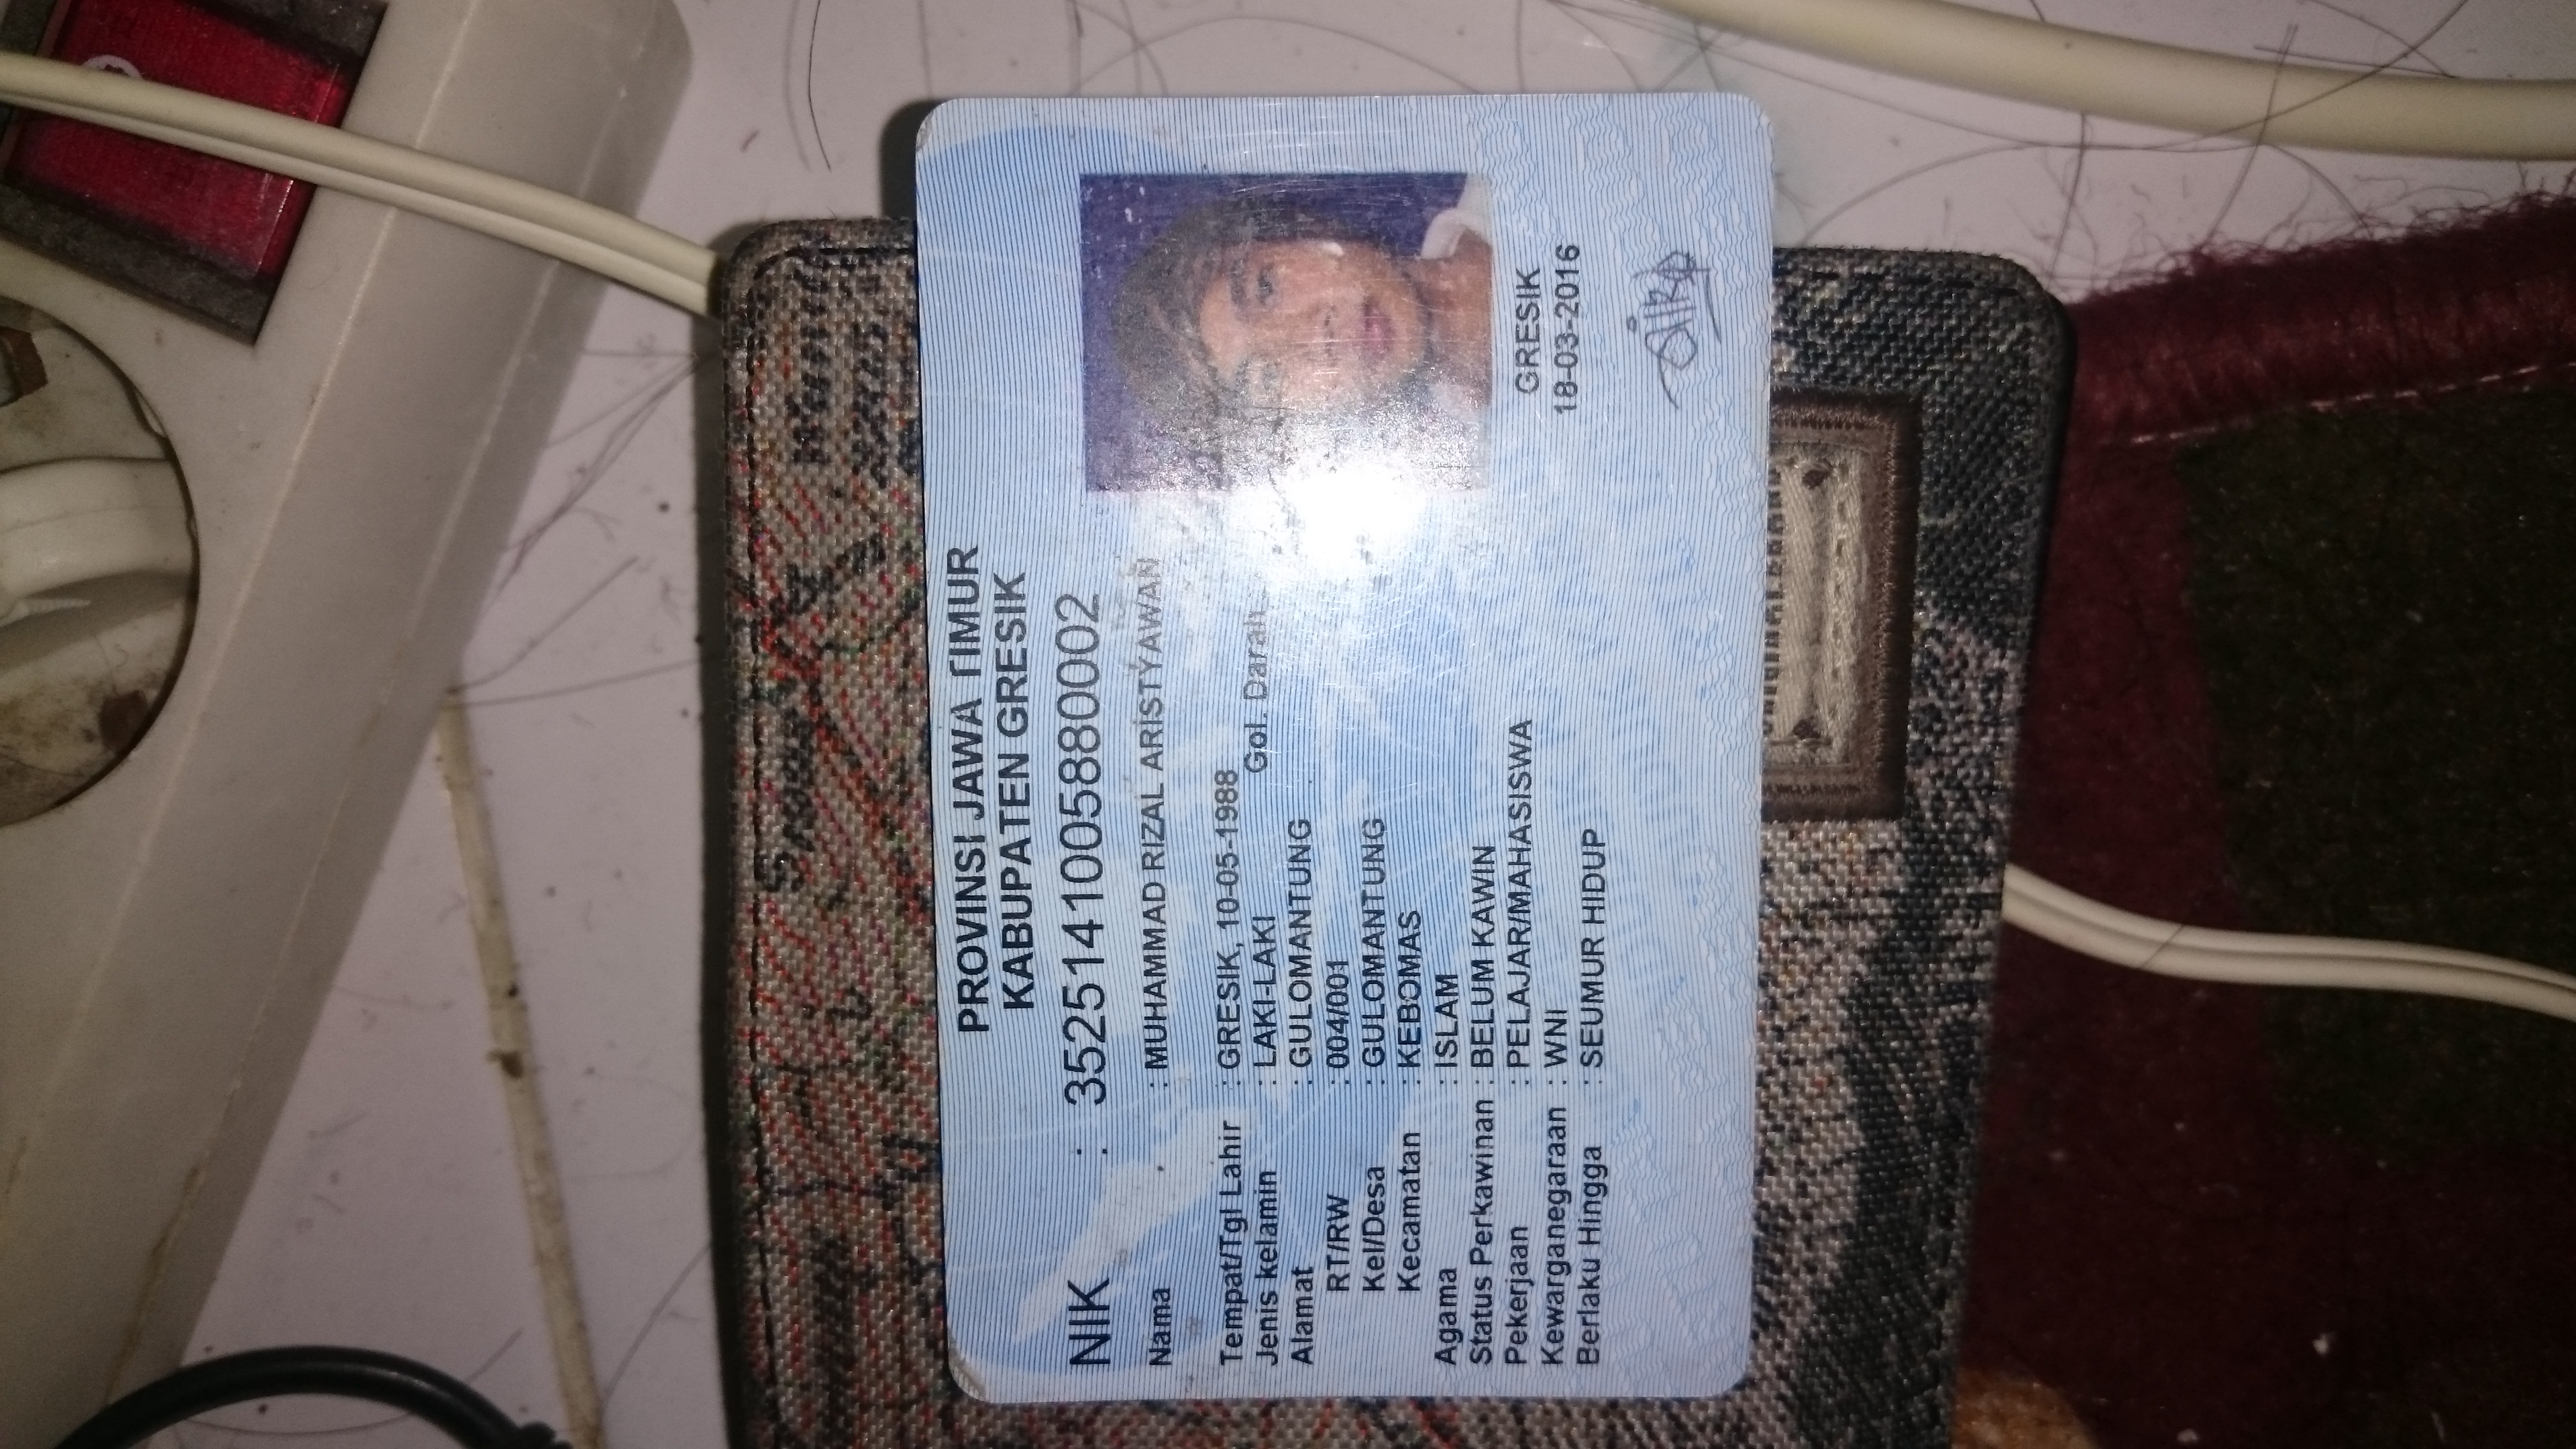 PROVINSI JAWA TIMUR
KABUPATEN GRESIK
NIK : 3525141005880002
Nama : MUHAMMAD RIZAL ARISTYAWAN
Tempat/Tgl Lahir : GRESIK, 10-05-1988
Jenis kelamin : LAKI-LAKI Gol. Darah :
Alamat : GULOMANTUNG
RT/RW : 004/001
Kel/Desa : GULOMANTUNG
Kecamatan : KEBOMAS
Agama : ISLAM
Status Perkawinan : BELUM KAWIN
Pekerjaan : PELAJAR/MAHASISWA
Kewarganegaraan : WNI
Berlaku Hingga : SEUMUR HIDUP
GRESIK
18-03-2016